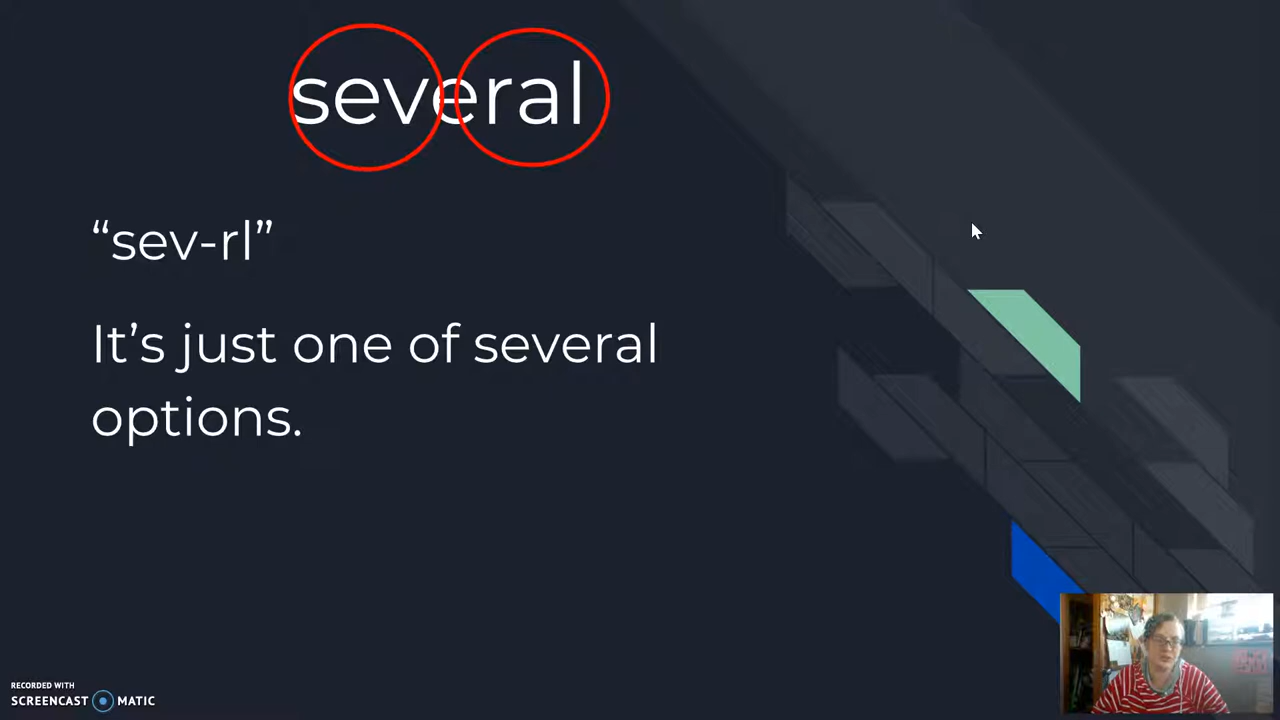 several
“sev-rl”
It’s just one of several
options.
RECORDED WITH
SCREENCAST MATIC